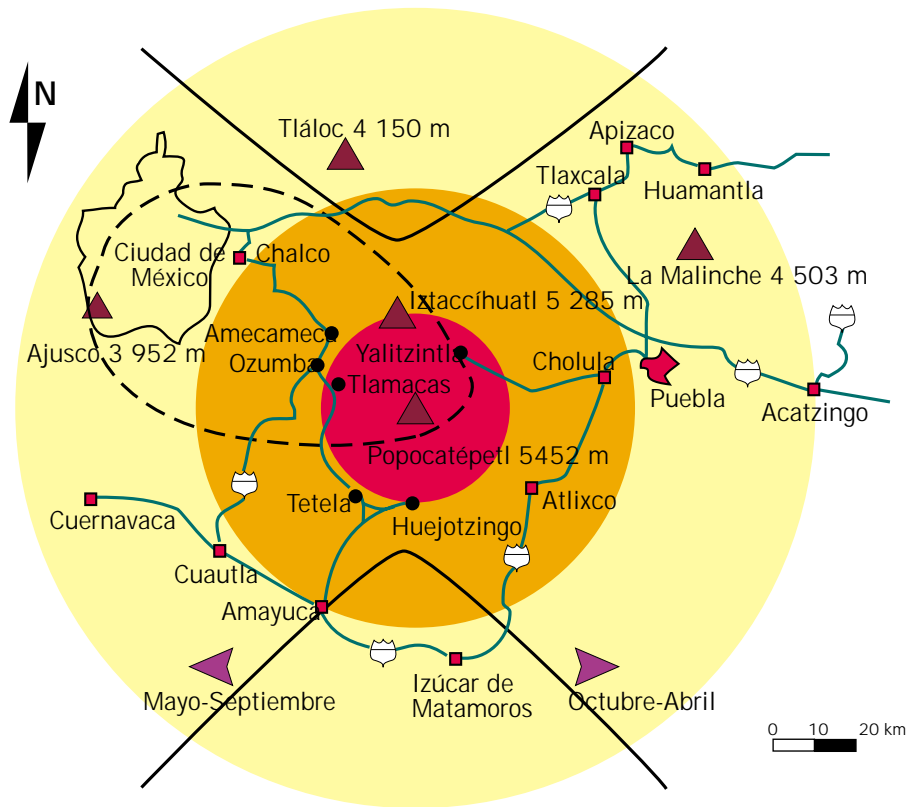 N
Tláloc 4 150 m
Apizaco
Tlaxcala
Huamantla
Ciudad de
México
Chalco
La Malinche 4 503 m
Iztaccíhuatl 5 285 m
Ajusco 3 952 m
Amecameca
Ozumba
Yalitzintla
Tlamacas
Cholula
Puebla
Acatzingo
Popocatépetl 5452 m
Tetela
Huejotzingo
Atlixco
Cuernavaca
Cuautla
Amayuca
Izúcar de
Matamoros
Mayo-Septiembre
Octubre-Abril
0 10 20 km